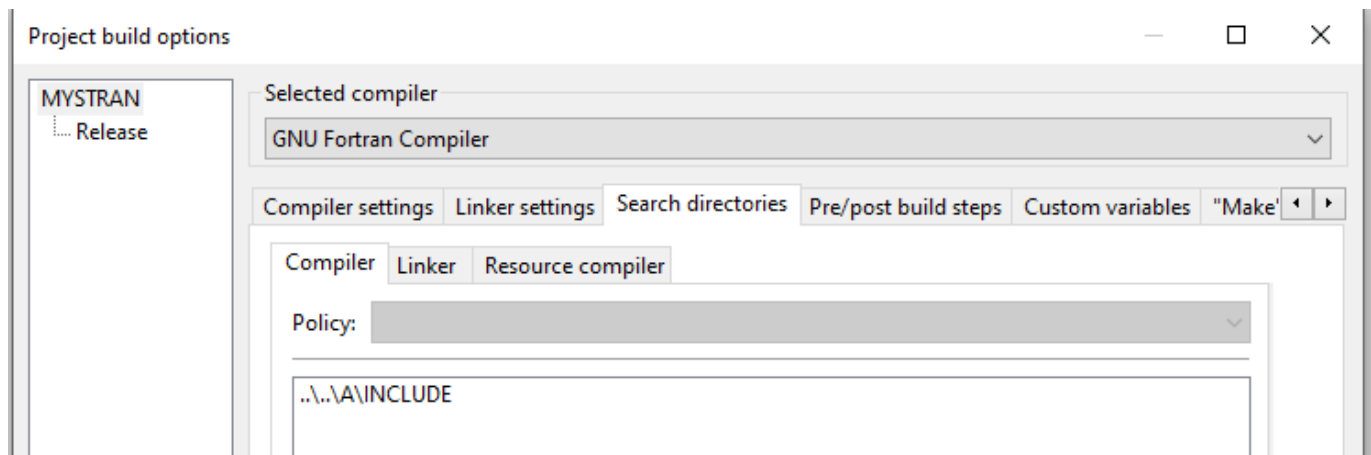 Project build options
MYSTRAN
Release
Selected compiler
GNU Fortran Compiler
Compiler settings
Linker settings
Search directories
Pre/post build steps
Custom variables
"Make'
Compiler
Linker
Resource compiler
Policy:
..\..\A\INCLUDE